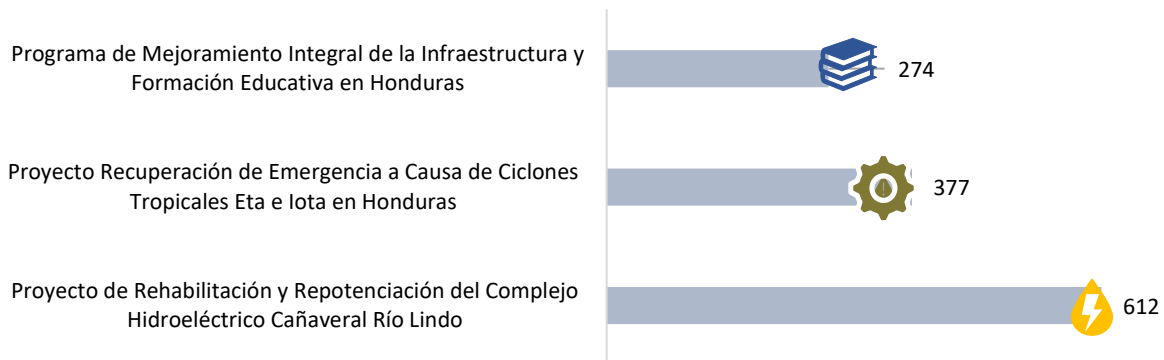 Programa de Mejoramiento Integral de la Infraestructura y
Formación Educativa en Honduras
274
Proyecto Recuperación de Emergencia a Causa de Ciclones
Tropicales Eta e Iota en Honduras
377
Proyecto de Rehabilitación y Repotenciación del Complejo
Hidroeléctrico Cañaveral Río Lindo
612